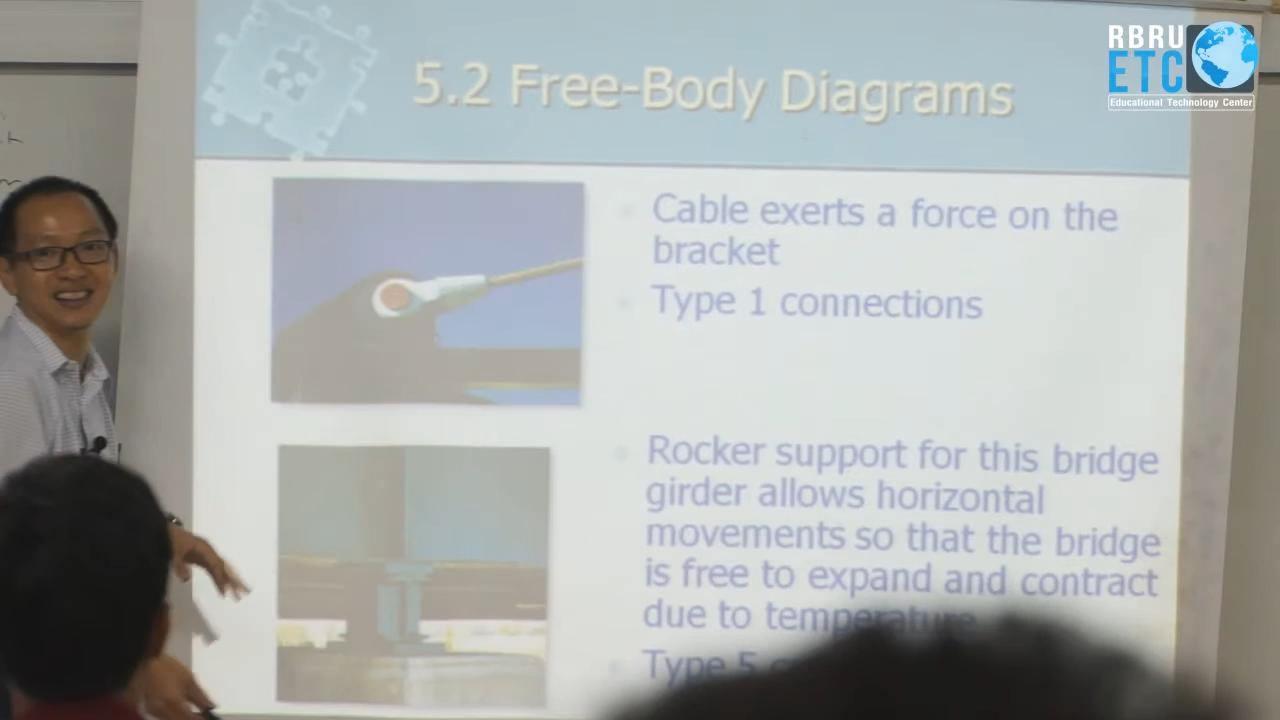 RBRU
ETC
Educational Technology Center
5.2 Free-Body Diagrams
Cable exerts a force on the
bracket
Type 1 connections
Rocker support for this bridge
girder allows horizontal
movements so that the bridge
is free to expand and contract
due to temperature
Type 5